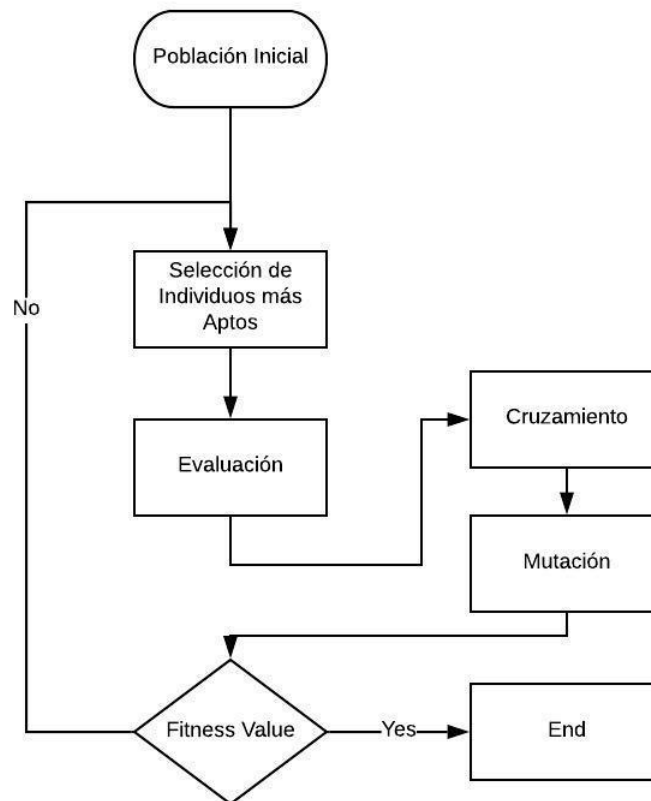 Población Inicial
No
Selección de
Individuos más
Aptos
Evaluación
Cruzamiento
Mutación
Fitness Value
Yes
End